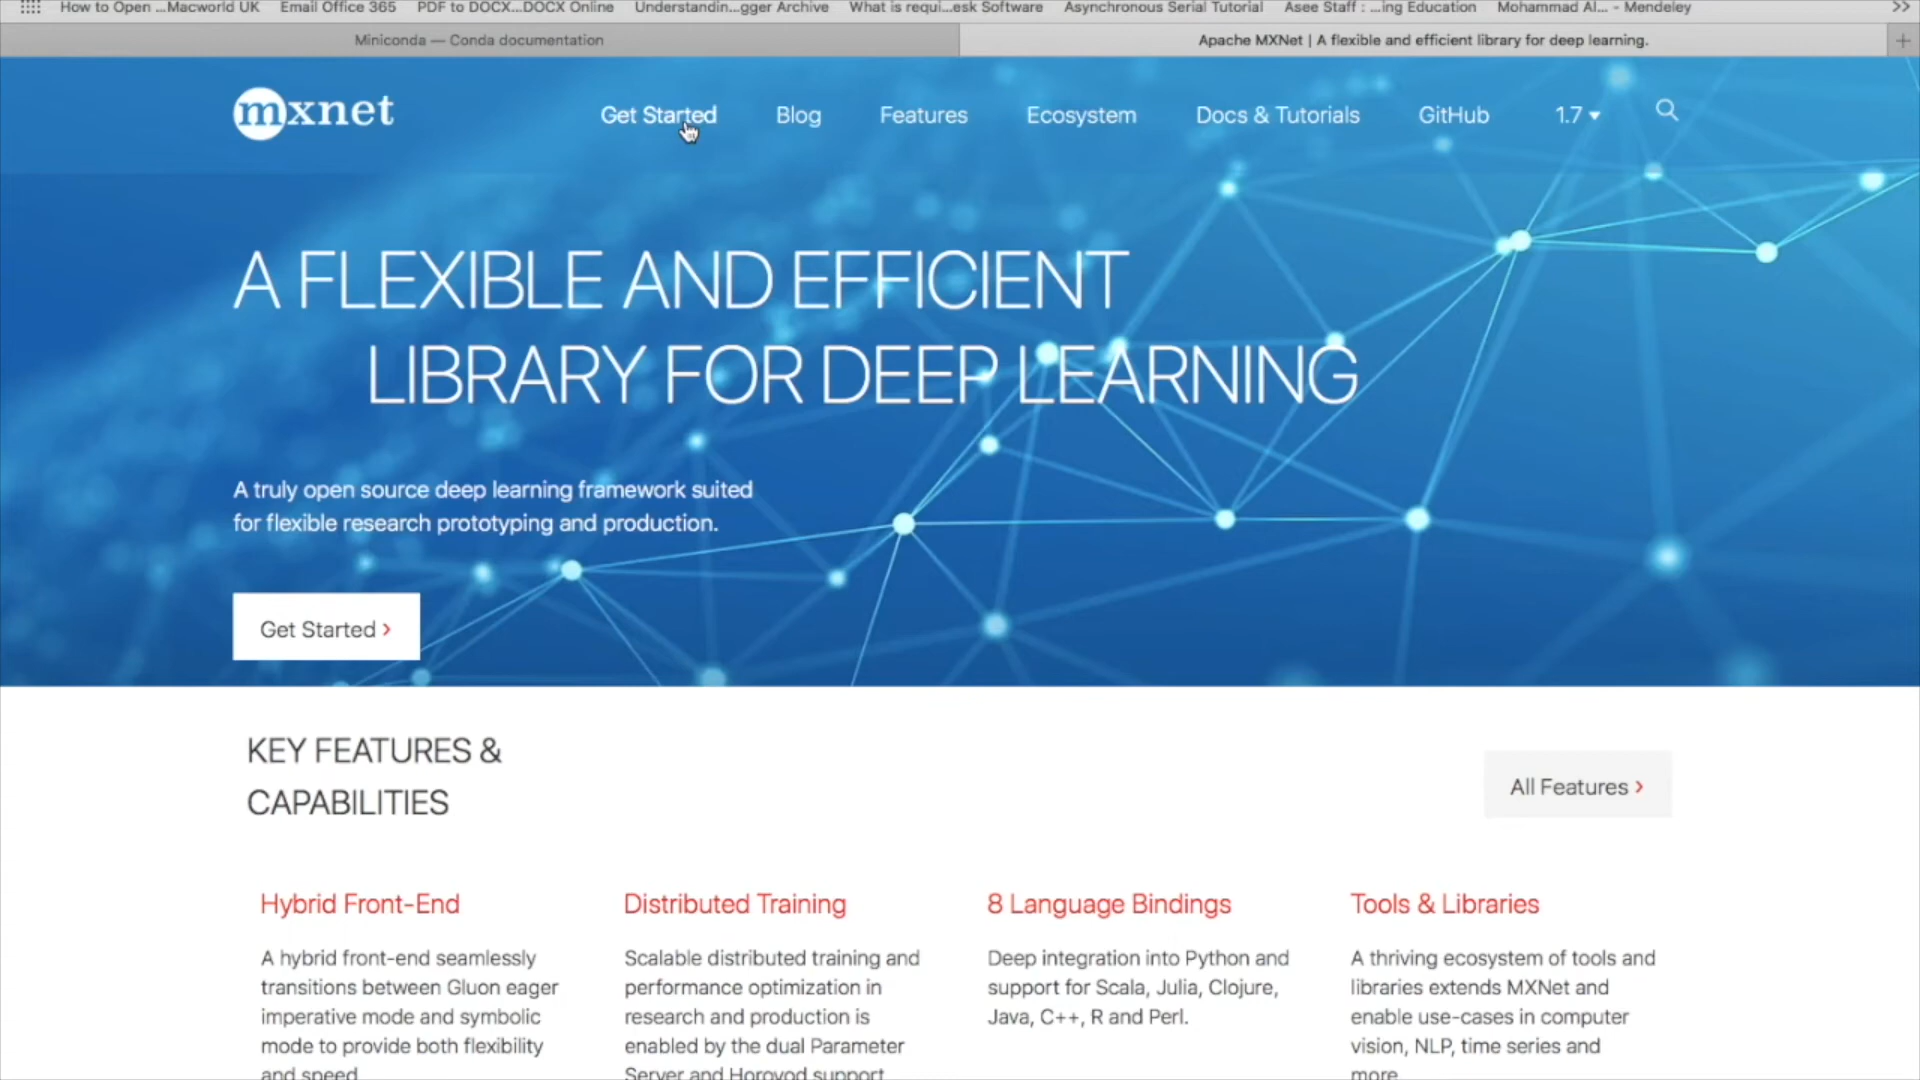 How to Open ...Macworld UK Email Office 365 PDF to DOCX...DOCX Online Understandin...gger Archive What is requi...esk Software Asynchronous Serial Tutorial Asee Staff : ...ing Education Mohammad Al... - Mendeley
Miniconda — Conda documentation Apache MXNet | A flexible and efficient library for deep learning.
mxnet Get Started Blog Features Ecosystem Docs & Tutorials GitHub 1.7
A FLEXIBLE AND EFFICIENT
LIBRARY FOR DEEP LEARNING
A truly open source deep learning framework suited
for flexible research prototyping and production.
Get Started ›
KEY FEATURES &
CAPABILITIES
All Features ›
Hybrid Front-End
A hybrid front-end seamlessly
transitions between Gluon eager
imperative mode and symbolic
mode to provide both flexibility
and speed
Distributed Training
Scalable distributed training and
performance optimization in
research and production is
enabled by the dual Parameter
Server and Horovod support
8 Language Bindings
Deep integration into Python and
support for Scala, Julia, Clojure,
Java, C++, R and Perl.
Tools & Libraries
A thriving ecosystem of tools and
libraries extends MXNet and
enable use-cases in computer
vision, NLP, time series and
more